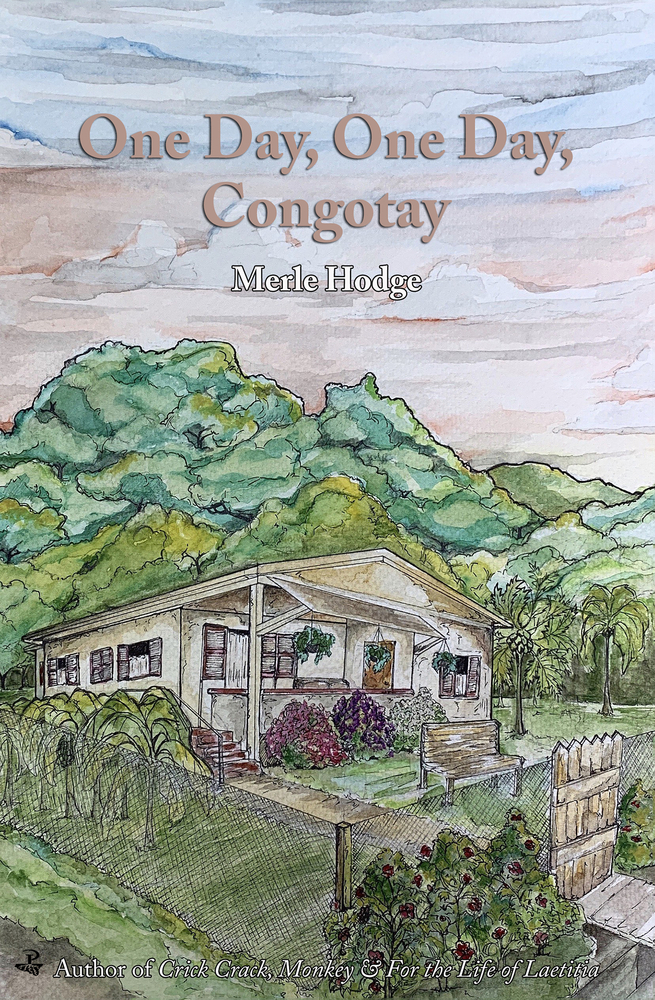 One Day, One Day,
Congotay
Merle Hodge
Author of Crick Crack, Monkey & For the Life of Laetitia